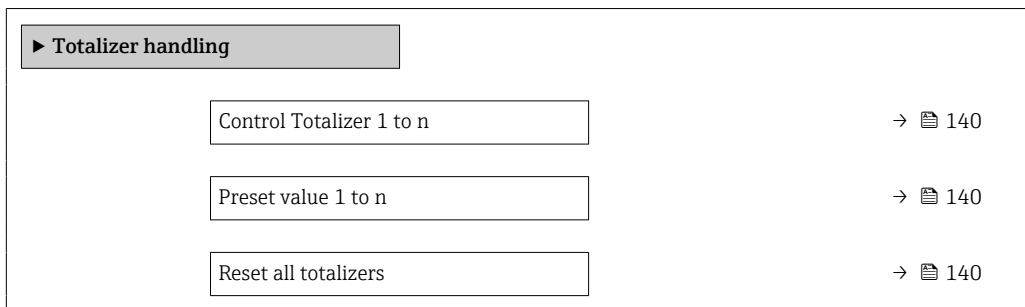 ▶ Totalizer handling
Control Totalizer 1 to n → 🖹 140
Preset value 1 to n → 🖹 140
Reset all totalizers → 🖹 140